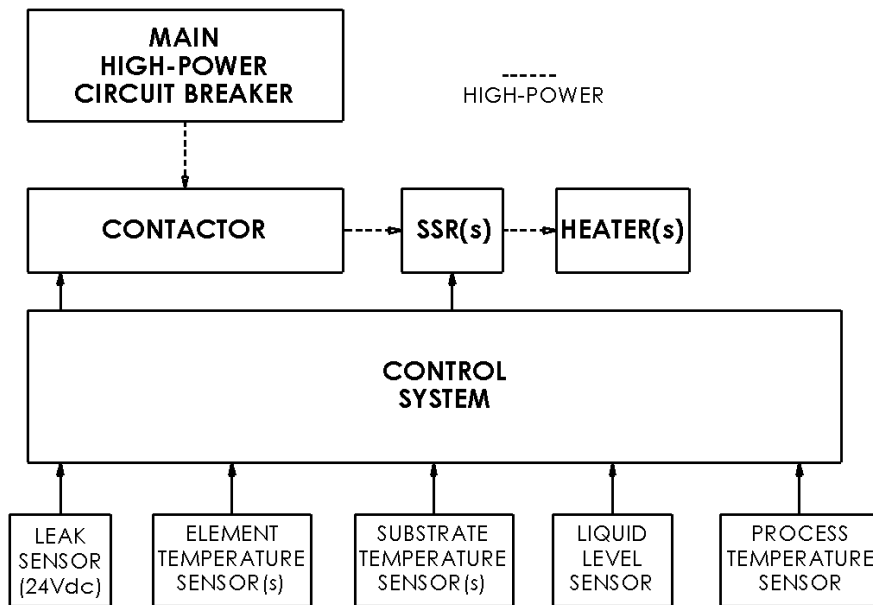 MAIN
HIGH-POWER
CIRCUIT BREAKER
HIGH-POWER
CONTACTOR
SSR(s)
HEATER(s)
CONTROL
SYSTEM
LEAK
SENSOR
(24Vdc)
ELEMENT
TEMPERATURE
SENSOR(s)
SUBSTRATE
TEMPERATURE
SENSOR(s)
LIQUID
LEVEL
SENSOR
PROCESS
TEMPERATURE
SENSOR